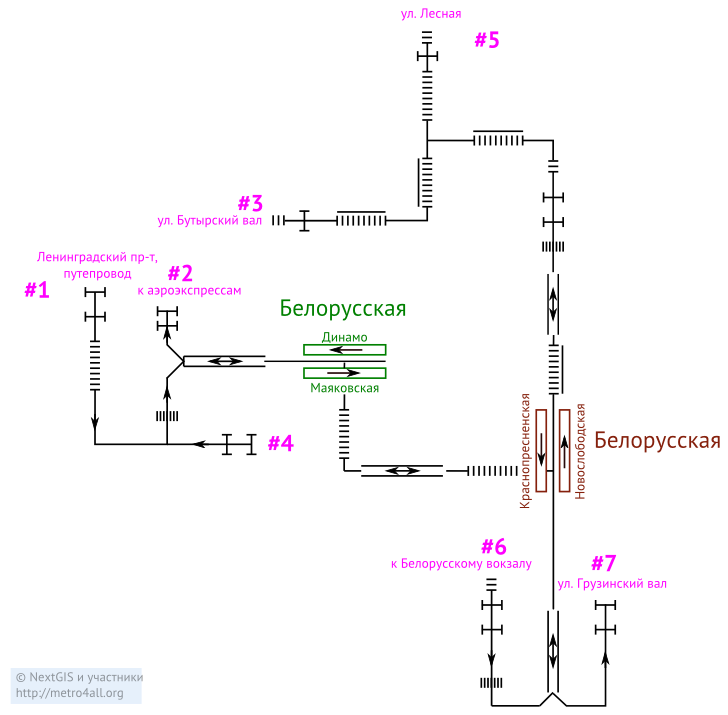 ул. Лесная
#5
#3
ул. Бутырский вал
Ленинградский пр-т,
путепровод
#1
#2
к аэроэкспрессам
Белорусская
Динамо
Маяковская
#4
Краснопресненская
Новослободская
Белорусская
#6
к Белорусскому вокзалу
#7
ул. Грузинский вал
© NextGIS и участники
http://metro4all.org